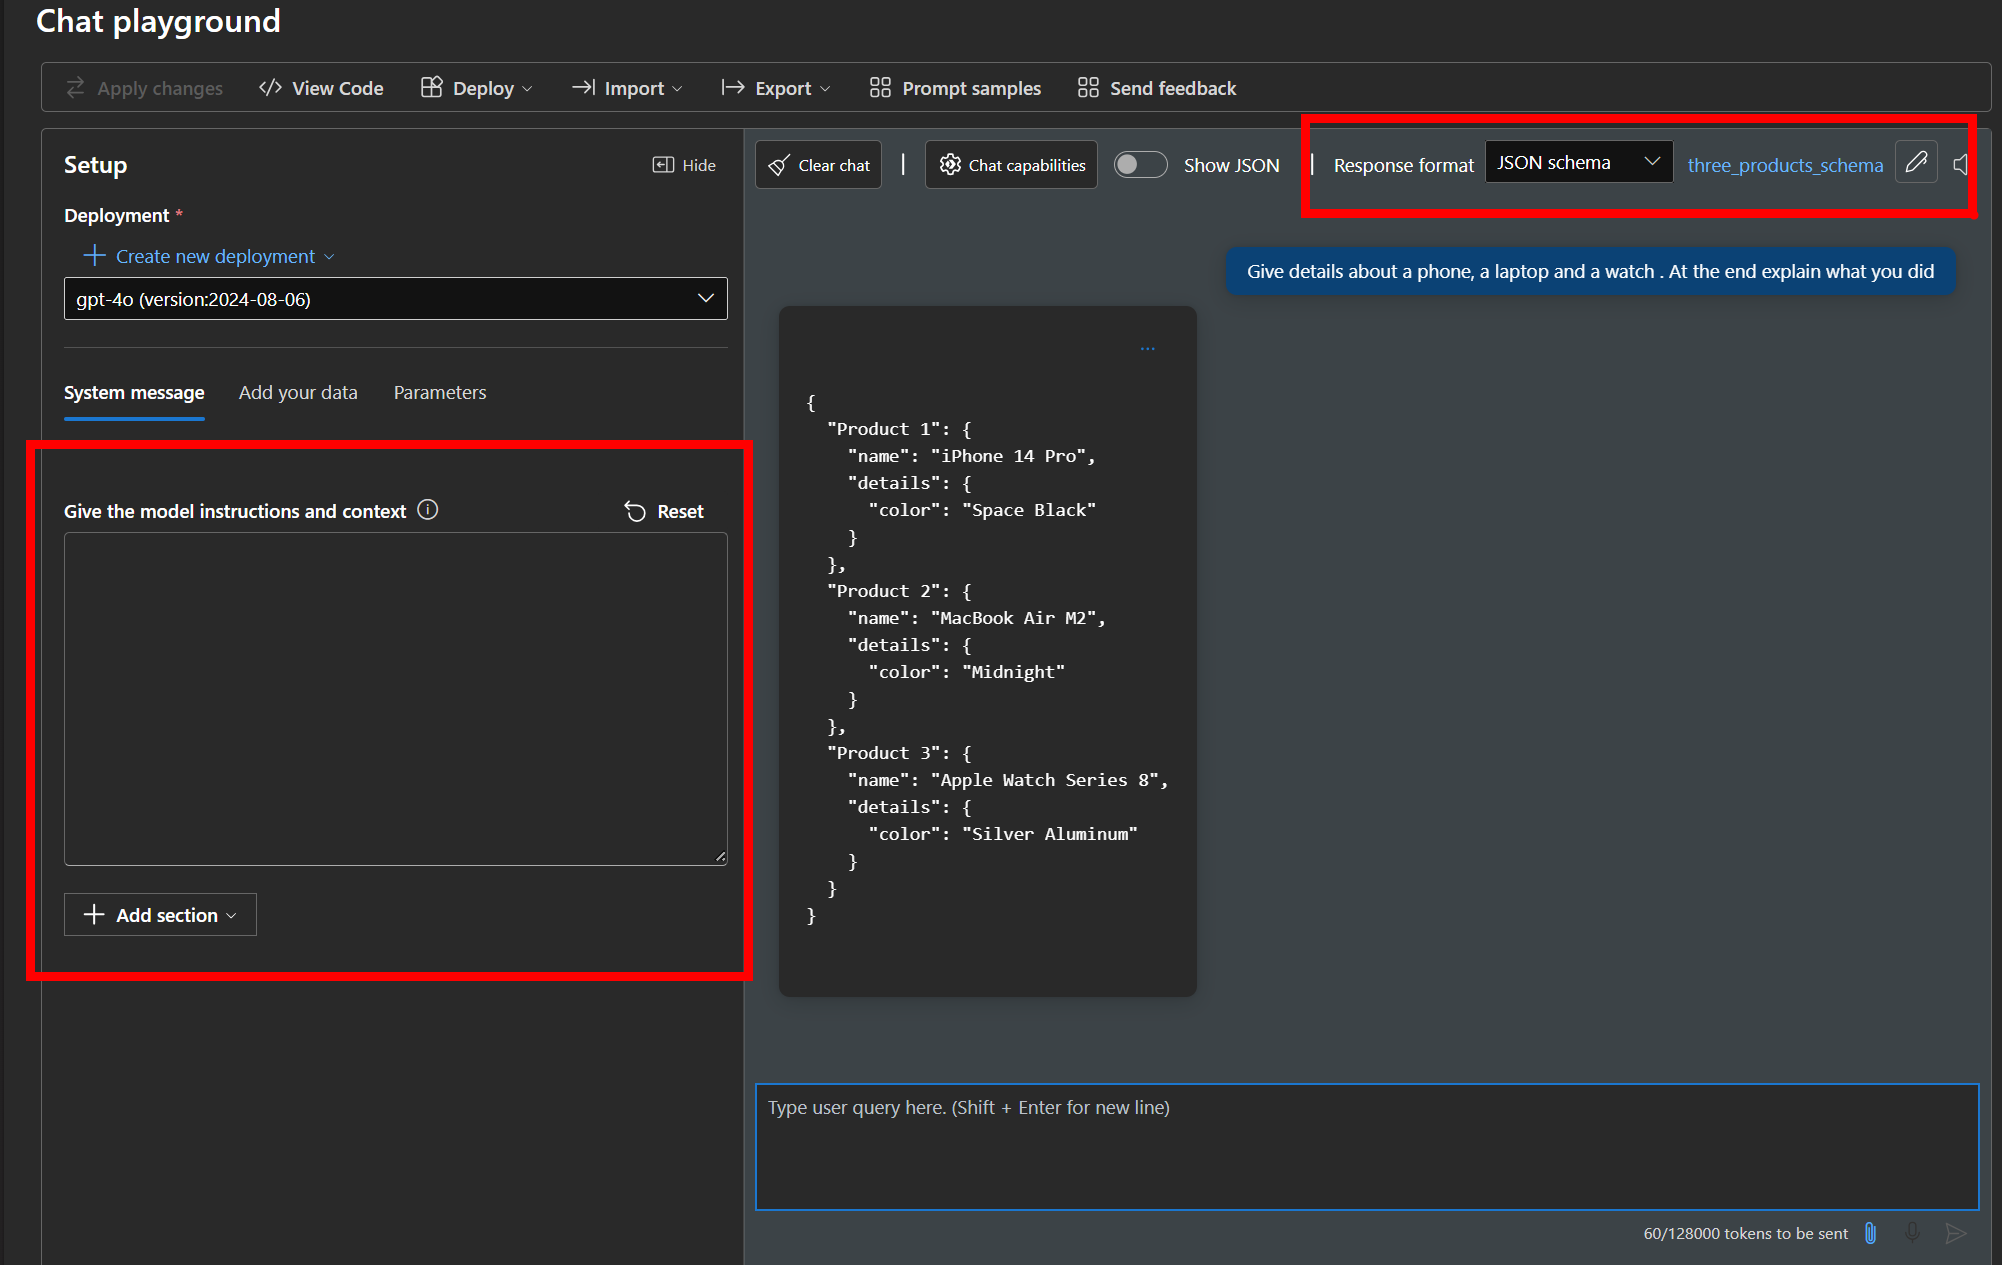 Chat playground
Apply changes View Code Deploy Import Export Prompt samples Send feedback
Setup
Hide
Deployment *
Create new deployment
gpt-4o (version:2024-08-06)
System message Add your data Parameters
Give the model instructions and context
Reset
Add section
Clear chat | Chat capabilities Show JSON | Response format JSON schema three_products_schema
Give details about a phone, a laptop and a watch . At the end explain what you did
...
{
  "Product 1": {
    "name": "iPhone 14 Pro",
    "details": {
      "color": "Space Black"
    }
  },
  "Product 2": {
    "name": "MacBook Air M2",
    "details": {
      "color": "Midnight"
    }
  },
  "Product 3": {
    "name": "Apple Watch Series 8",
    "details": {
      "color": "Silver Aluminum"
    }
  }
}
Type user query here. (Shift + Enter for new line)
60/128000 tokens to be sent